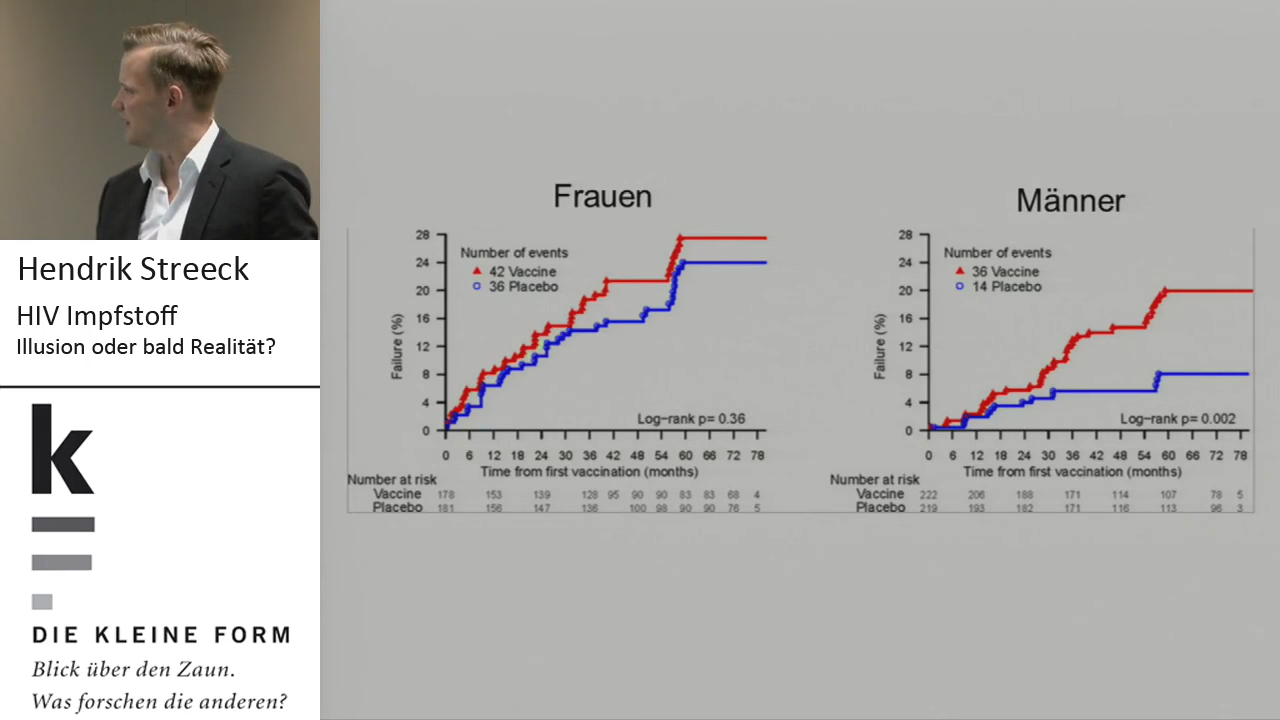 Hendrik Streeck
HIV Impfstoff
Illusion oder bald Realität?
k
DIE KLEINE FORM
Blick über den Zaun.
Was forschen die anderen?
Frauen
28
24
20
16
12
8
4
0
Failure (%)
Number of events
42 Vaccine
36 Placebo
Log-rank p= 0.36
0 6 12 18 24 30 36 42 48 54 60 66 72 78
Time from first vaccination (months)
Number at risk
Vaccine 178 153 139 128 95 90 90 83 83 68 4
Placebo 181 156 147 136 100 98 90 90 76 5
Männer
28
24
20
16
12
8
4
0
Failure (%)
Number of events
36 Vaccine
14 Placebo
Log-rank p= 0.002
0 6 12 18 24 30 36 42 48 54 60 66 72 78
Time from first vaccination (months)
Number at risk
Vaccine 222 206 188 171 114 107 78 5
Placebo 219 193 182 171 116 113 96 3